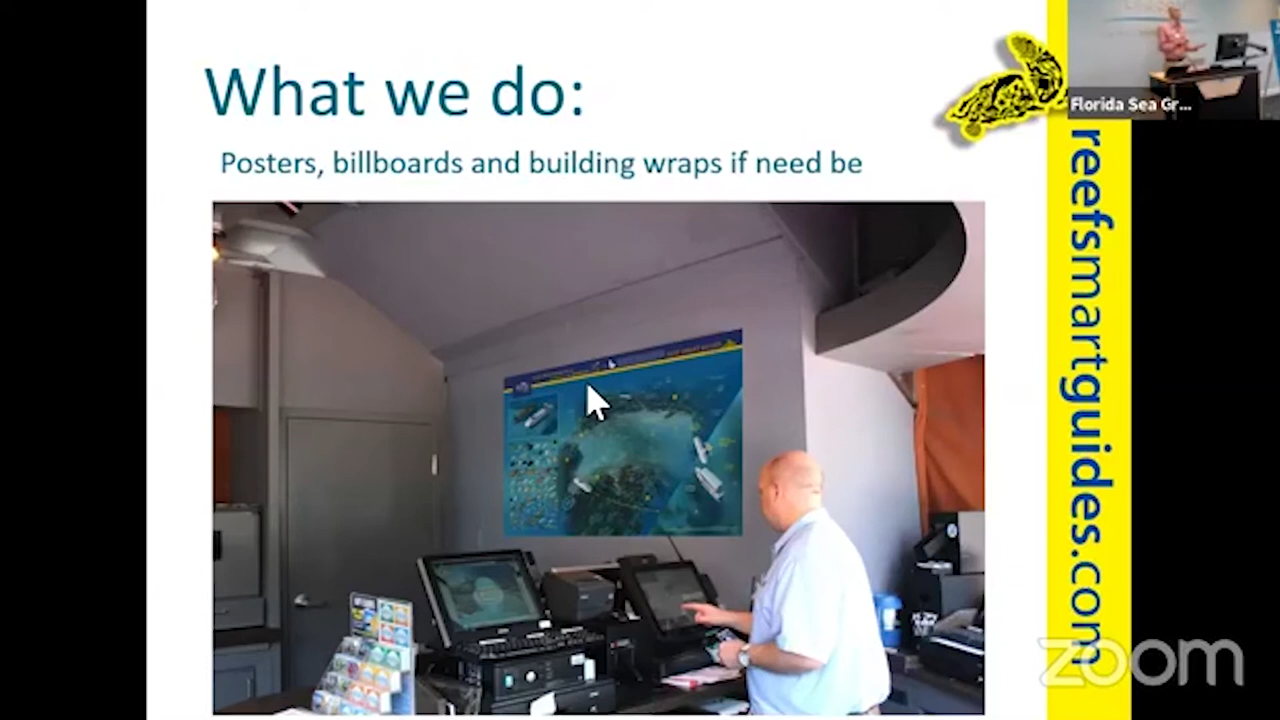 What we do:
Posters, billboards and building wraps if need be
Florida Sea Gr...
reefsmartguides.com
zoom